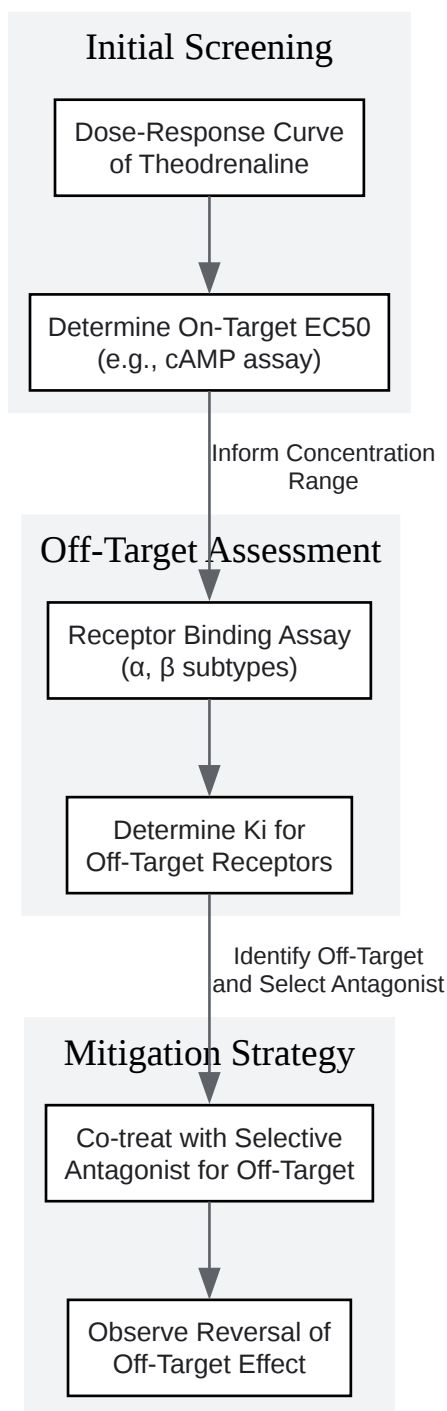 Initial Screening
Dose-Response Curve
of Theodrenaline
Determine On-Target EC50
(e.g., cAMP assay)
Inform Concentration
Range
Off-Target Assessment
Receptor Binding Assay
(α, β subtypes)
Determine Ki for
Off-Target Receptors
Identify Off-Target
and Select Antagonist
Mitigation Strategy
Co-treat with Selective
Antagonist for Off-Target
Observe Reversal of
Off-Target Effect